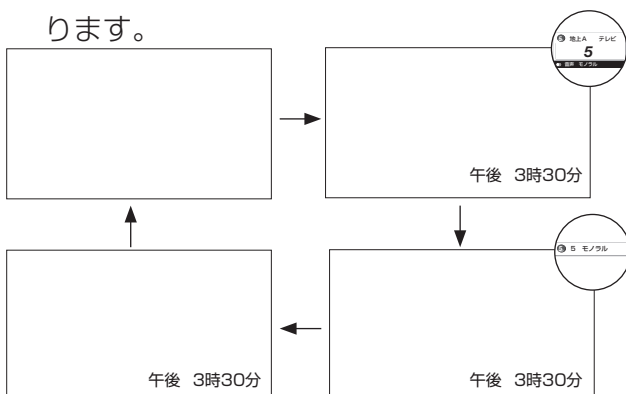 ります。
地上A テレビ
5
音声 モノラル
午後 3時30分
5 モノラル
午後 3時30分
午後 3時30分